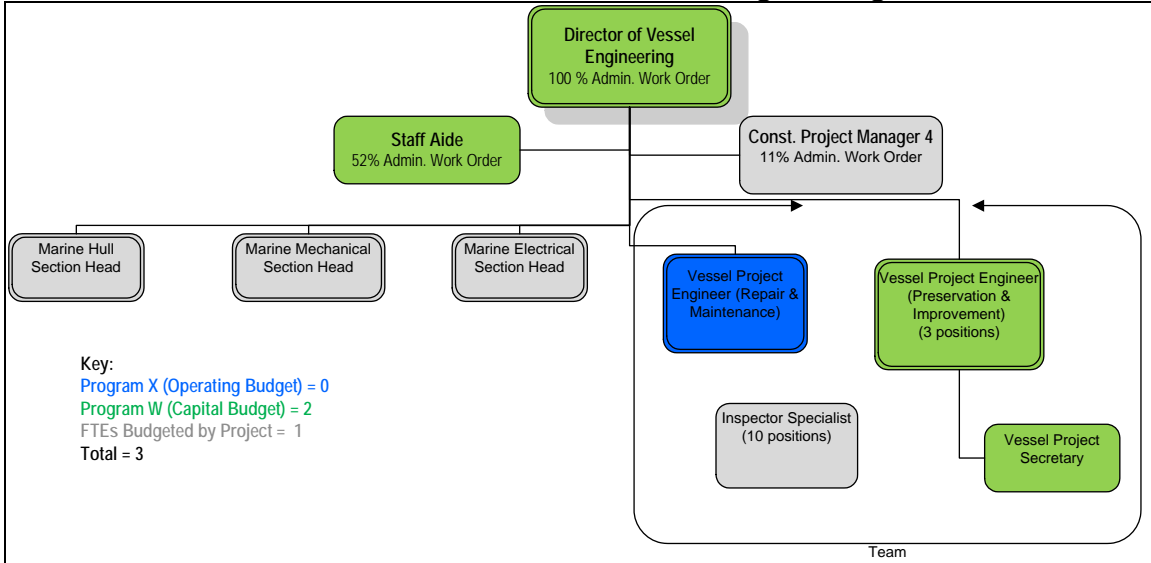 Director of Vessel
Engineering
100 % Admin. Work Order
Staff Aide
52% Admin. Work Order
Const. Project Manager 4
11% Admin. Work Order
Marine Hull
Section Head
Marine Mechanical
Section Head
Marine Electrical
Section Head
Vessel Project
Engineer (Repair &
Maintenance)
Vessel Project Engineer
(Preservation &
Improvement)
(3 positions)
Key:
Program X (Operating Budget) = 0
Program W (Capital Budget) = 2
FTEs Budgeted by Project = 1
Total = 3
Inspector Specialist
(10 positions)
Vessel Project
Secretary
Team